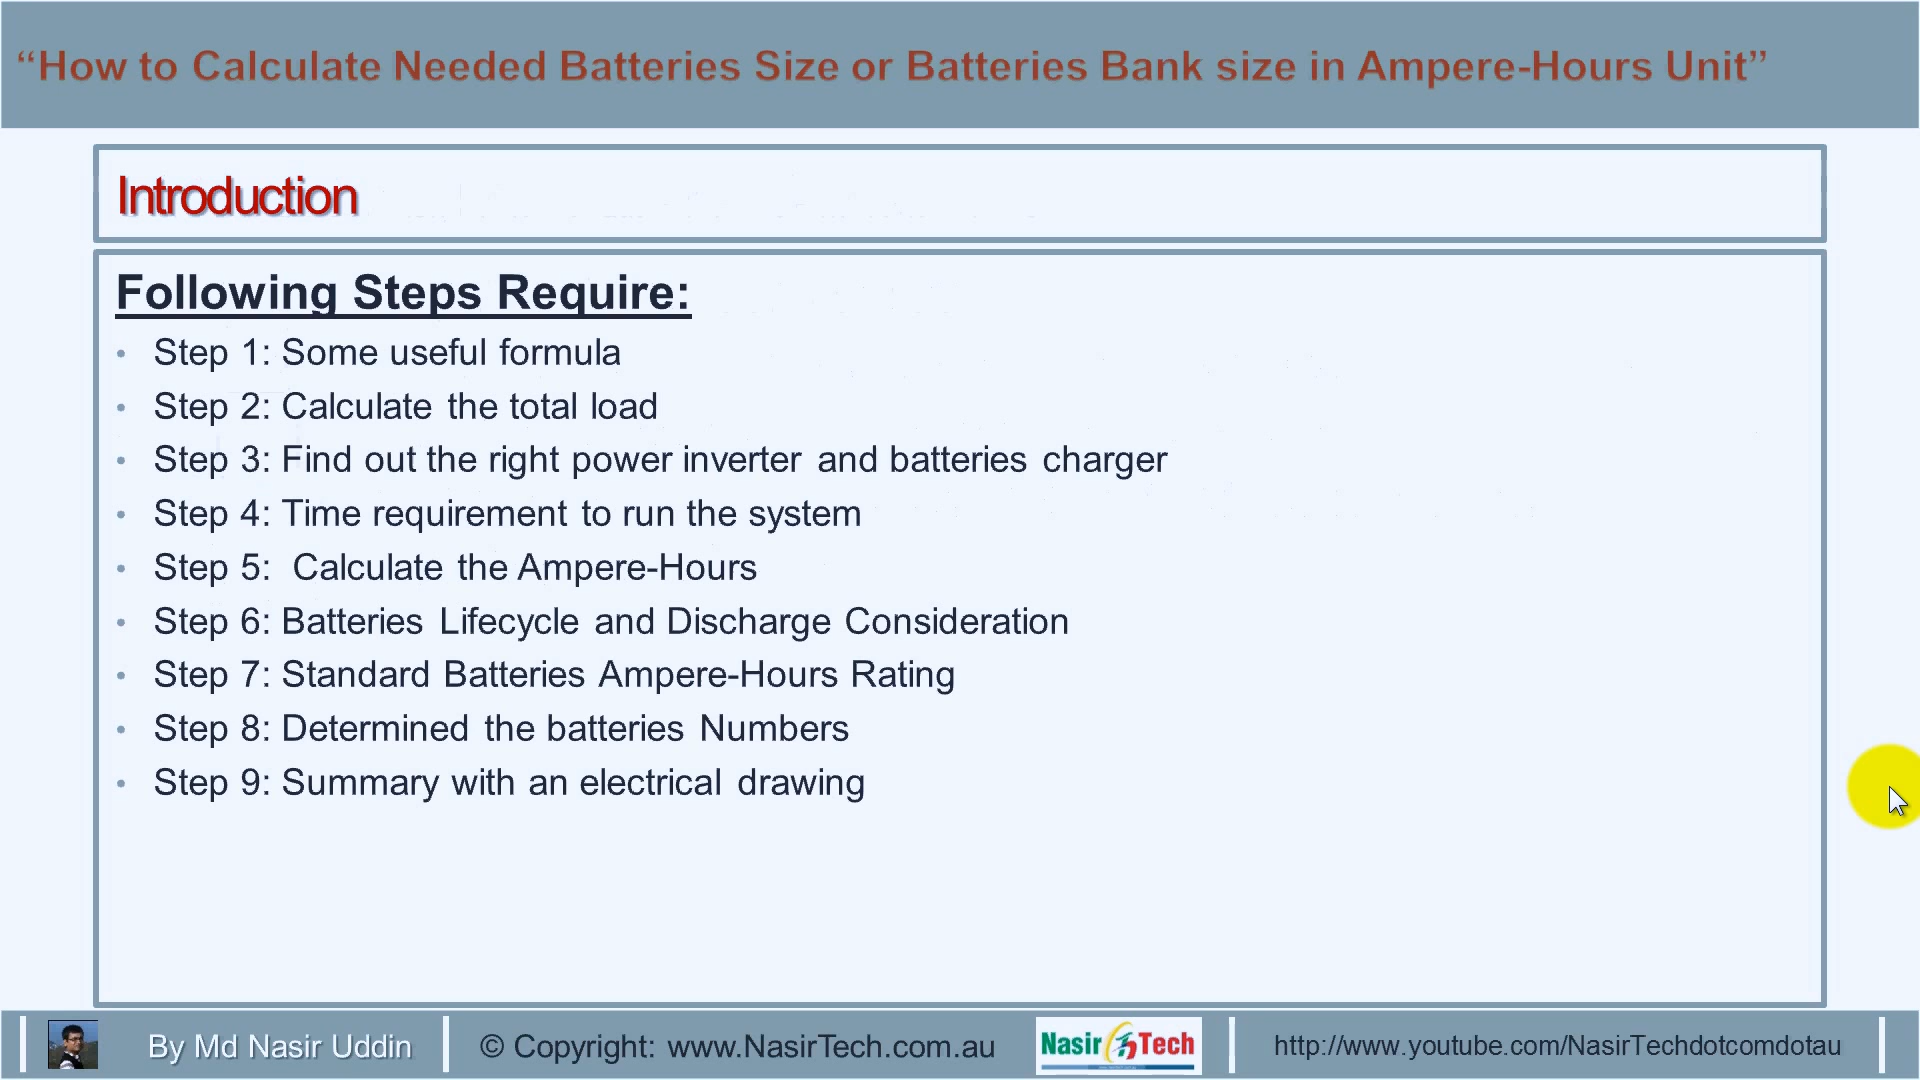 “How to Calculate Needed Batteries Size or Batteries Bank size in Ampere-Hours Unit”
Introduction
Following Steps Require:
• Step 1: Some useful formula
• Step 2: Calculate the total load
• Step 3: Find out the right power inverter and batteries charger
• Step 4: Time requirement to run the system
• Step 5:  Calculate the Ampere-Hours
• Step 6: Batteries Lifecycle and Discharge Consideration
• Step 7: Standard Batteries Ampere-Hours Rating
• Step 8: Determined the batteries Numbers
• Step 9: Summary with an electrical drawing
By Md Nasir Uddin
© Copyright: www.NasirTech.com.au
Nasir Tech
http://www.youtube.com/NasirTechdotcomdotau